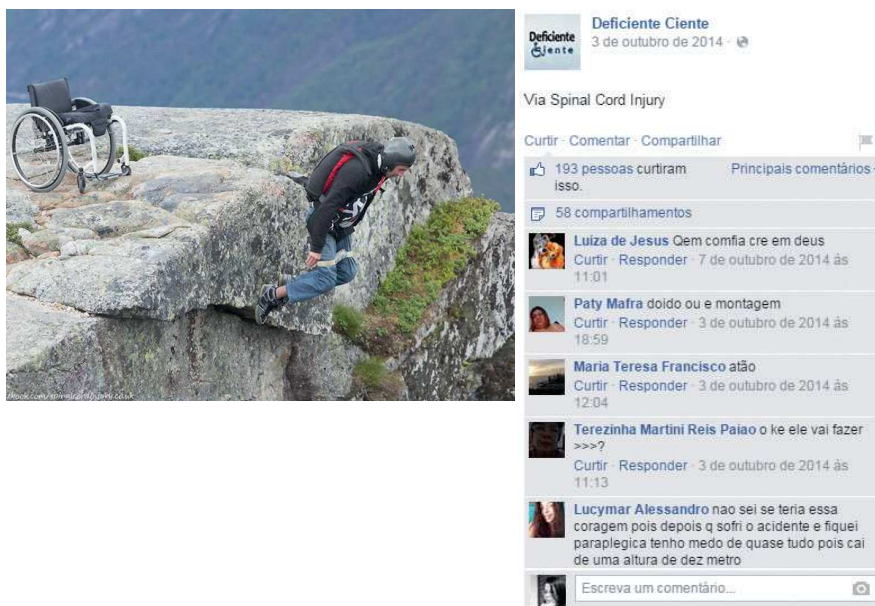 Deficiente
Ciente
Deficiente Ciente
3 de outubro de 2014 ·
Via Spinal Cord Injury
Curtir · Comentar · Compartilhar
193 pessoas curtiram
isso.
Principais comentários
58 compartilhamentos
Luiza de Jesus Qem comfia cre em deus
Curtir · Responder · 7 de outubro de 2014 às
11:01
Paty Mafra doido ou e montagem
Curtir · Responder · 3 de outubro de 2014 às
18:59
Maria Teresa Francisco atão
Curtir · Responder · 3 de outubro de 2014 às
12:04
Terezinha Martini Reis Paiao o ke ele vai fazer
>>>?
Curtir · Responder · 3 de outubro de 2014 às
11:13
Lucymar Alessandro nao sei se teria essa
coragem pois depois q sofri o acidente e fiquei
paraplegica tenho medo de quase tudo pois cai
de uma altura de dez metro
Escreva um comentário...